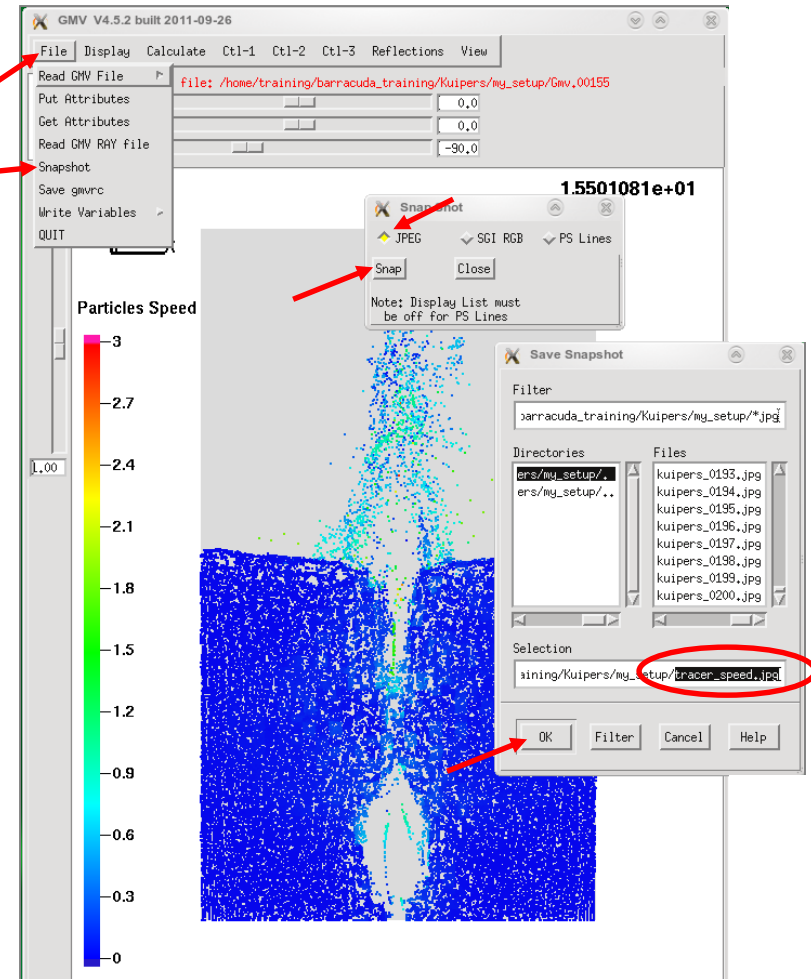 GMV V4.5.2 built 2011-09-26
File Display Calculate Ctl-1 Ctl-2 Ctl-3 Reflections View
Read GMV File
file: /home/training/barracuda_training/Kuipers/my_setup/Gmv.00155
Put Attributes
0.0
Get Attributes
0.0
Read GMV RAY file
-90.0
Snapshot
Save gmvrc
Write Variables
QUIT
1.5501081e+01
Snap Shot
JPEG SGI RGB PS Lines
Snap Close
Note: Display List must
be off for PS Lines
Particles Speed
3
2.7
2.4
2.1
1.8
1.5
1.2
0.9
0.6
0.3
0
1.00
Save Snapshot
Filter
barracuda_training/Kuipers/my_setup/*jpg
Directories Files
ers/my_setup/.
ers/my_setup/..
kuipers_0193.jpg
kuipers_0194.jpg
kuipers_0195.jpg
kuipers_0196.jpg
kuipers_0197.jpg
kuipers_0198.jpg
kuipers_0199.jpg
kuipers_0200.jpg
Selection
aining/Kuipers/my_setup/tracer_speed.jpg
OK Filter Cancel Help